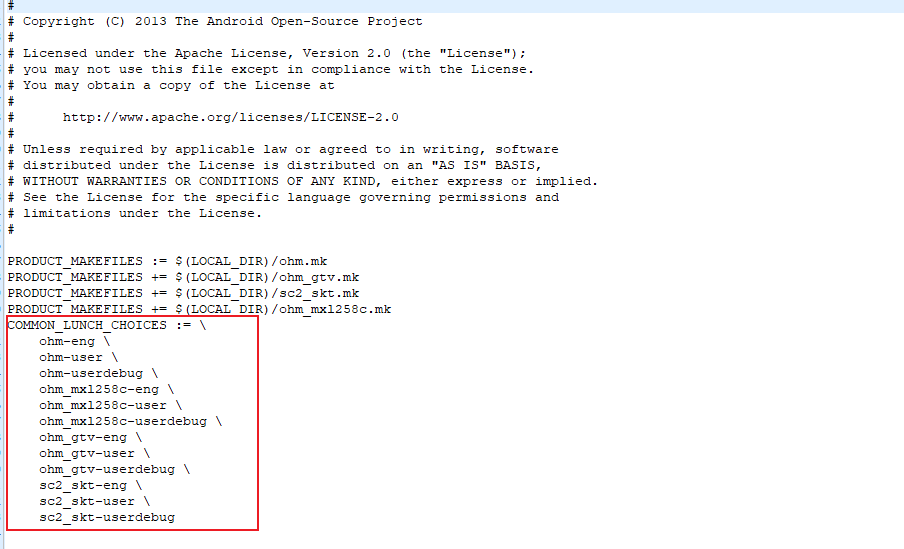 #
# Copyright (C) 2013 The Android Open-Source Project
#
# Licensed under the Apache License, Version 2.0 (the "License");
# you may not use this file except in compliance with the License.
# You may obtain a copy of the License at
#
#      http://www.apache.org/licenses/LICENSE-2.0
#
# Unless required by applicable law or agreed to in writing, software
# distributed under the License is distributed on an "AS IS" BASIS,
# WITHOUT WARRANTIES OR CONDITIONS OF ANY KIND, either express or implied.
# See the License for the specific language governing permissions and
# limitations under the License.
#

PRODUCT_MAKEFILES := $(LOCAL_DIR)/ohm.mk
PRODUCT_MAKEFILES += $(LOCAL_DIR)/ohm_gtv.mk
PRODUCT_MAKEFILES += $(LOCAL_DIR)/sc2_skt.mk
PRODUCT_MAKEFILES += $(LOCAL_DIR)/ohm_mxl258c.mk
COMMON_LUNCH_CHOICES := \
    ohm-eng \
    ohm-user \
    ohm-userdebug \
    ohm_mxl258c-eng \
    ohm_mxl258c-user \
    ohm_mxl258c-userdebug \
    ohm_gtv-eng \
    ohm_gtv-user \
    ohm_gtv-userdebug \
    sc2_skt-eng \
    sc2_skt-user \
    sc2_skt-userdebug